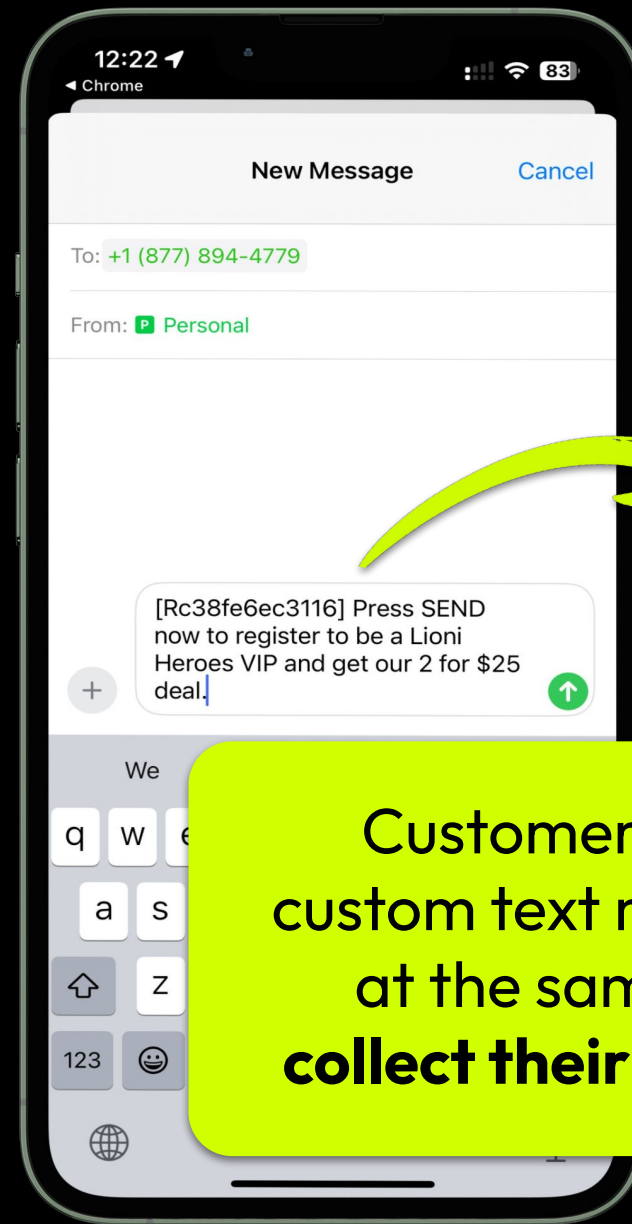 12:22
83
Chrome
New Message
Cancel
To: +1 (877) 894-4779
From: P Personal
[Rc38fe6ec3116] Press SEND
now to register to be a Lioni
Heroes VIP and get our 2 for $25
deal.
We
q w
a s
z
123
Customer
custom text
at the
collect their